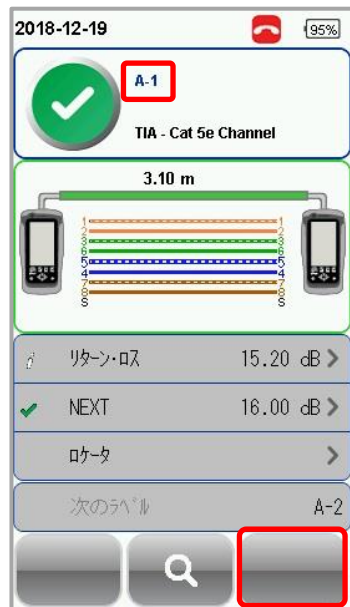 2018-12-19 95%
A-1
TIA - Cat 5e Channel
3.10 m
1 1
2 2
3 3
6 6
5 5
4 4
7 7
8 8
S S
i リターン・ロス 15.20 dB >
NEXT 16.00 dB >
ロケータ >
次のラベル A-2